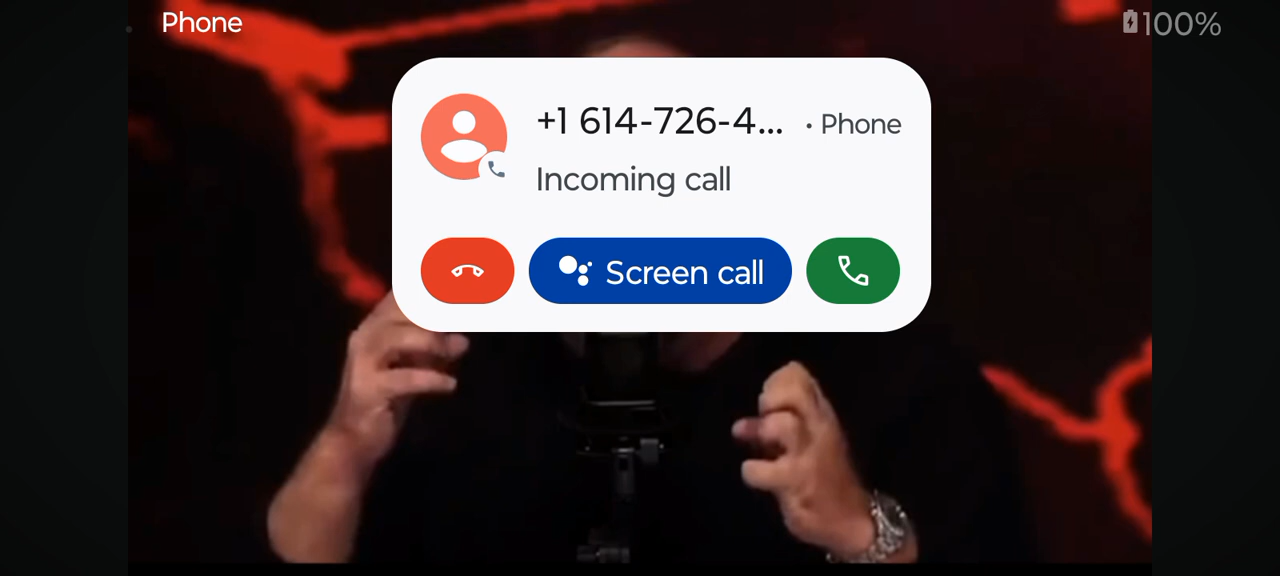 Phone
100%
+1 614-726-4... • Phone
Incoming call
Screen call